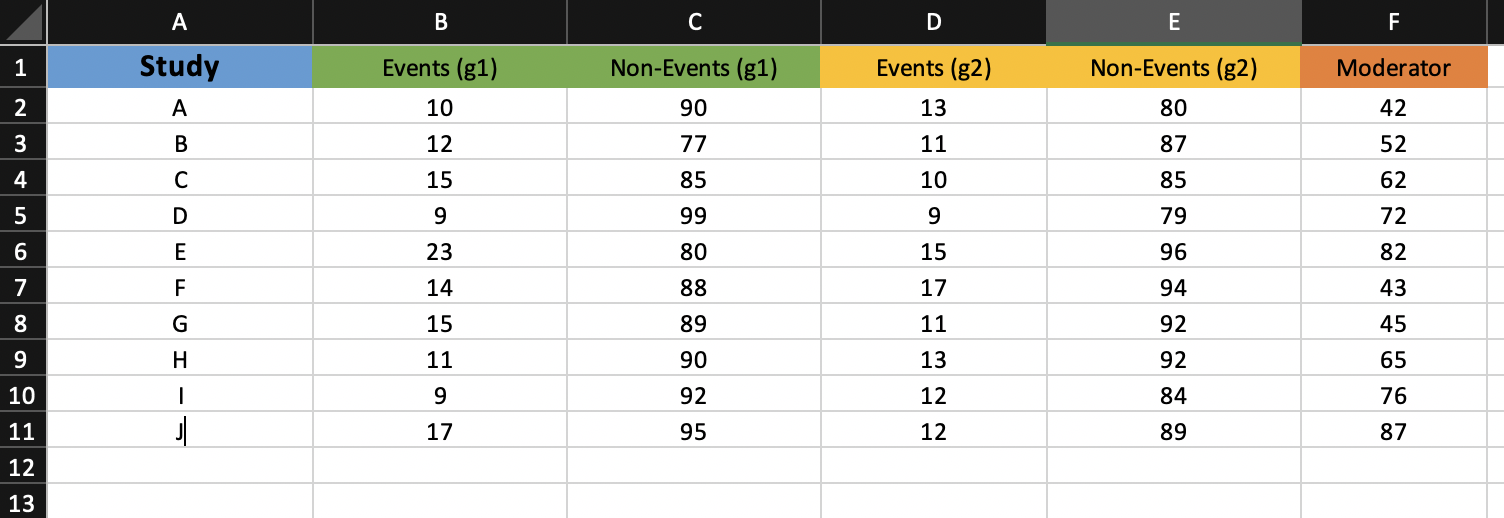 A B C D E F
1 Study Events (g1) Non-Events (g1) Events (g2) Non-Events (g2) Moderator
2 A 10 90 13 80 42
3 B 12 77 11 87 52
4 C 15 85 10 85 62
5 D 9 99 9 79 72
6 E 23 80 15 96 82
7 F 14 88 17 94 43
8 G 15 89 11 92 45
9 H 11 90 13 92 65
10 I 9 92 12 84 76
11 J 17 95 12 89 87
12
13